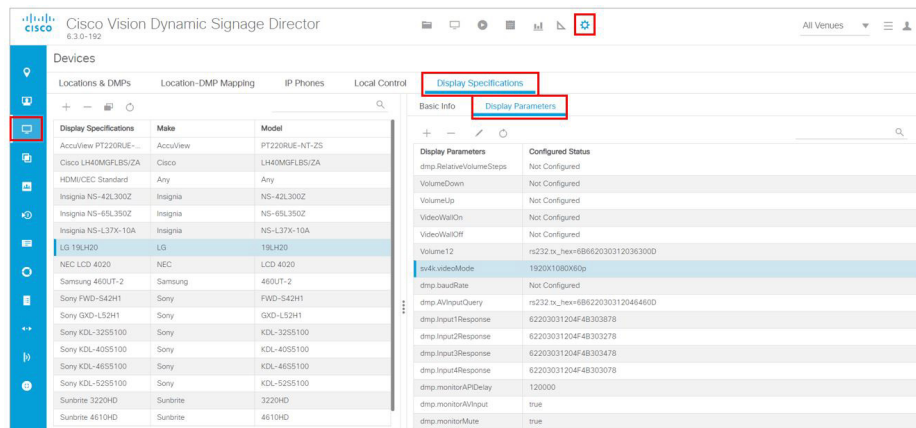 CISCO
Cisco Vision Dynamic Signage Director
6.3.0-192
All Venues
Devices
Locations & DMPs Location-DMP Mapping IP Phones Local Control Display Specifications
Basic Info Display Parameters
Display Specifications Make Model
AccuView PT220RUE-... AccuView PT220RUE-NT-ZS
Cisco LH40MGFLBS/ZA Cisco LH40MGFLBS/ZA
HDMI/CEC Standard Any Any
Insignia NS-42L300Z Insignia NS-42L300Z
Insignia NS-65L350Z Insignia NS-65L350Z
Insignia NS-L37X-10A Insignia NS-L37X-10A
LG 19LH20 LG 19LH20
NEC LCD 4020 NEC LCD 4020
Samsung 460UT-2 Samsung 460UT-2
Sony FWD-S42H1 Sony FWD-S42H1
Sony GXD-L52H1 Sony GXD-L52H1
Sony KDL-32S5100 Sony KDL-32S5100
Sony KDL-40S5100 Sony KDL-40S5100
Sony KDL-46S5100 Sony KDL-46S5100
Sony KDL-52S5100 Sony KDL-52S5100
Sunbrite 3220HD Sunbrite 3220HD
Sunbrite 4610HD Sunbrite 4610HD
Display Parameters Configured Status
dmp.RelativeVolumeSteps Not Configured
VolumeDown Not Configured
VolumeUp Not Configured
VideoWallOn Not Configured
VideoWallOff Not Configured
Volume12 rs232.tx_hex=6B662030312036300D
sv4k.videoMode 1920X1080X60p
dmp.baudRate Not Configured
dmp.AVInputQuery rs232.tx_hex=6B622030312046460D
dmp.Input1Response 62203031204F4B303878
dmp.Input2Response 62203031204F4B303278
dmp.Input3Response 62203031204F4B303478
dmp.Input4Response 62203031204F4B303078
dmp.monitorAPIDelay 120000
dmp.monitorAVInput true
dmp.monitorMute true